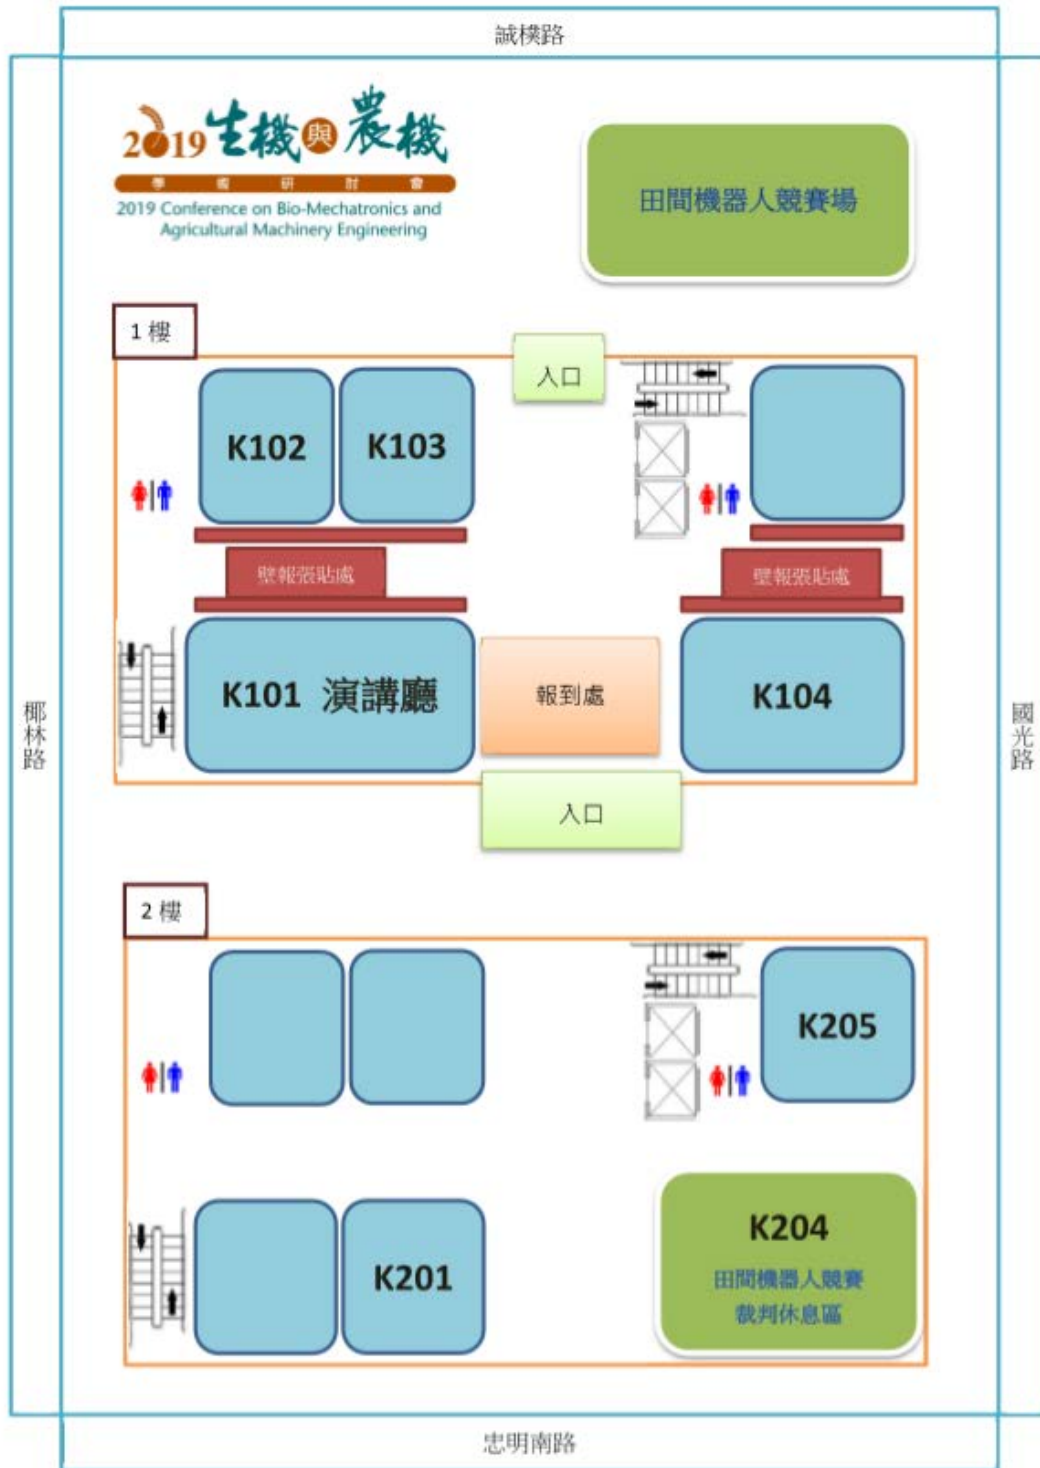 誠樸路
2019生機與農機
學術研討會
2019 Conference on Bio-Mechatronics and
Agricultural Machinery Engineering
田間機器人競賽場
1 樓
入口
K102
K103
壁報張貼處
壁報張貼處
K101 演講廳
報到處
K104
入口
椰林路
國光路
2 樓
K205
K201
K204
田間機器人競賽
裁判休息區
忠明南路